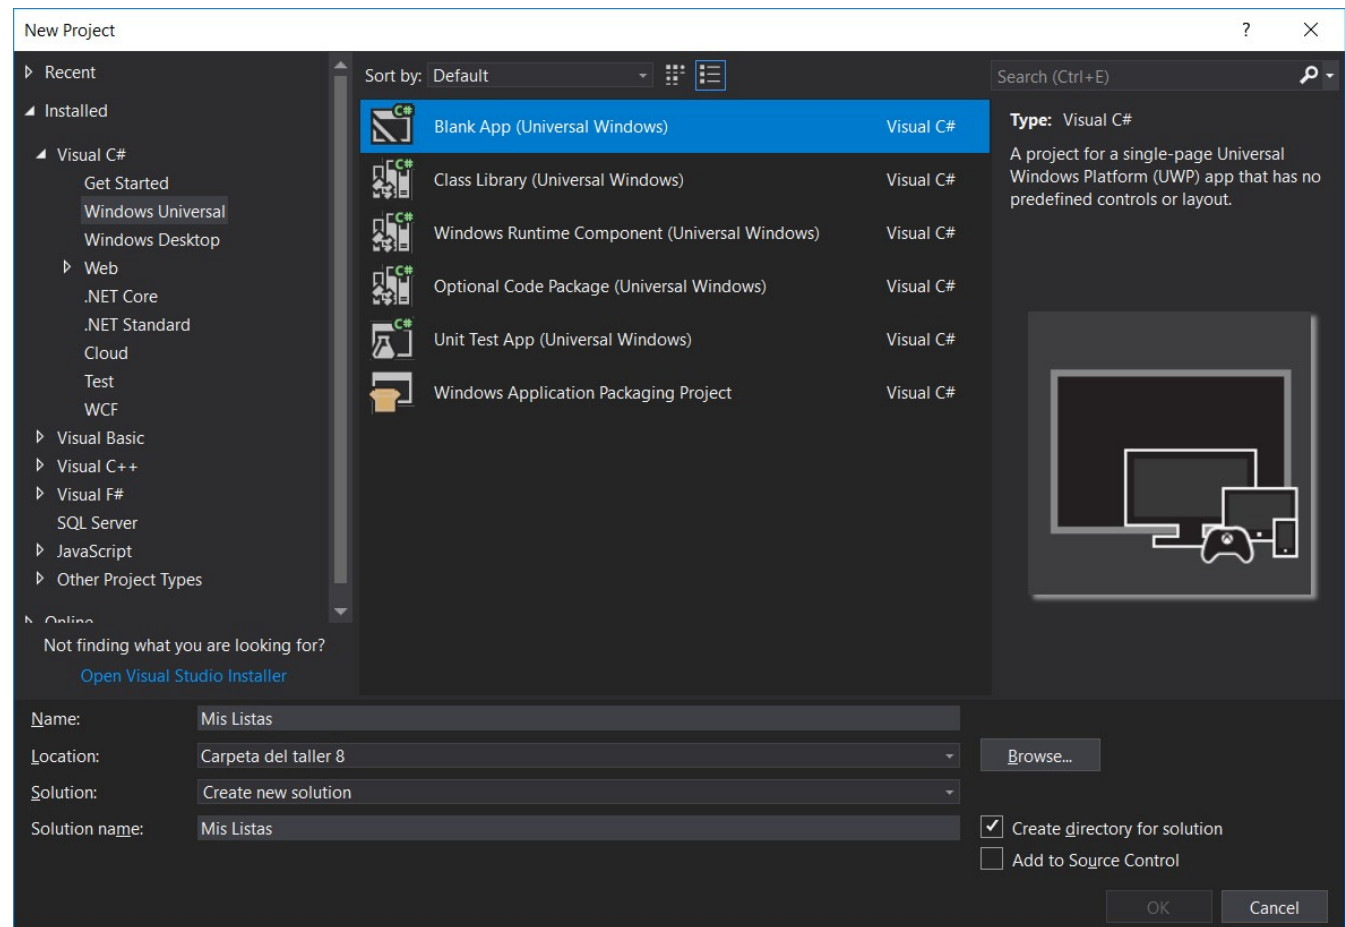 New Project
?
Recent
Installed
Visual C#
Get Started
Windows Universal
Windows Desktop
Web
.NET Core
.NET Standard
Cloud
Test
WCF
Visual Basic
Visual C++
Visual F#
SQL Server
JavaScript
Other Project Types
Online
Not finding what you are looking for?
Open Visual Studio Installer
Sort by: Default
C# Blank App (Universal Windows) Visual C#
C# Class Library (Universal Windows) Visual C#
C# Windows Runtime Component (Universal Windows) Visual C#
C# Optional Code Package (Universal Windows) Visual C#
C# Unit Test App (Universal Windows) Visual C#
Windows Application Packaging Project Visual C#
Search (Ctrl+E)
Type: Visual C#
A project for a single-page Universal
Windows Platform (UWP) app that has no
predefined controls or layout.
Name: Mis Listas
Location: Carpeta del taller 8
Browse...
Solution: Create new solution
Solution name: Mis Listas
Create directory for solution
Add to Source Control
OK Cancel